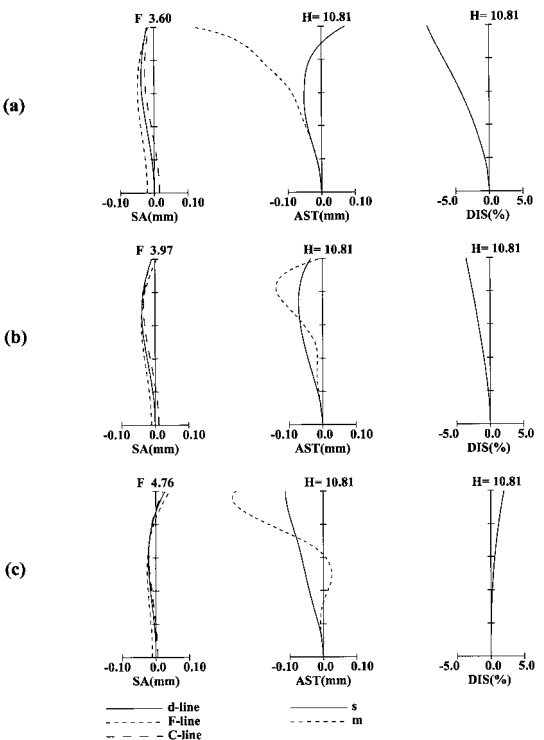 F 3.60 H= 10.81 H= 10.81
(a)
-0.10 0.0 0.10 -0.10 0.0 0.10 -5.0 0.0 5.0
SA(mm) AST(mm) DIS(%)
F 3.97 H= 10.81 H= 10.81
(b)
-0.10 0.0 0.10 -0.10 0.0 0.10 -5.0 0.0 5.0
SA(mm) AST(mm) DIS(%)
F 4.76 H= 10.81 H= 10.81
(c)
-0.10 0.0 0.10 -0.10 0.0 0.10 -5.0 0.0 5.0
SA(mm) AST(mm) DIS(%)
d-line s
F-line m
C-line